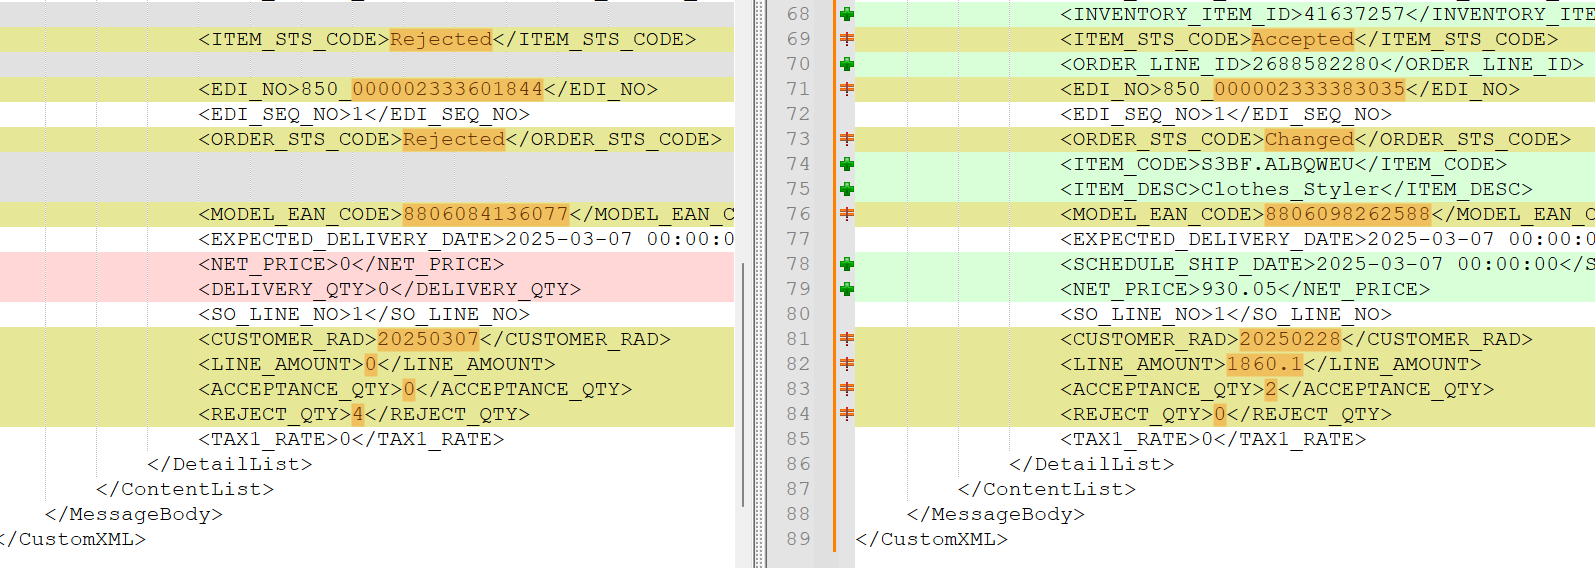 <ITEM_STS_CODE>Rejected</ITEM_STS_CODE>
<EDI_NO>850_000002333601844</EDI_NO>
<EDI_SEQ_NO>1</EDI_SEQ_NO>
<ORDER_STS_CODE>Rejected</ORDER_STS_CODE>
<MODEL_EAN_CODE>8806084136077</MODEL_EAN_C
<EXPECTED_DELIVERY_DATE>2025-03-07 00:00:0
<NET_PRICE>0</NET_PRICE>
<DELIVERY_QTY>0</DELIVERY_QTY>
<SO_LINE_NO>1</SO_LINE_NO>
<CUSTOMER_RAD>20250307</CUSTOMER_RAD>
<LINE_AMOUNT>0</LINE_AMOUNT>
<ACCEPTANCE_QTY>0</ACCEPTANCE_QTY>
<REJECT_QTY>4</REJECT_QTY>
<TAX1_RATE>0</TAX1_RATE>
</DetailList>
</ContentList>
</MessageBody>
</CustomXML>
68 <INVENTORY_ITEM_ID>41637257</INVENTORY_ITE
69 <ITEM_STS_CODE>Accepted</ITEM_STS_CODE>
70 <ORDER_LINE_ID>2688582280</ORDER_LINE_ID>
71 <EDI_NO>850_000002333383035</EDI_NO>
72 <EDI_SEQ_NO>1</EDI_SEQ_NO>
73 <ORDER_STS_CODE>Changed</ORDER_STS_CODE>
74 <ITEM_CODE>S3BF.ALBQWEU</ITEM_CODE>
75 <ITEM_DESC>Clothes_Styler</ITEM_DESC>
76 <MODEL_EAN_CODE>8806098262588</MODEL_EAN_C
77 <EXPECTED_DELIVERY_DATE>2025-03-07 00:00:0
78 <SCHEDULE_SHIP_DATE>2025-03-07 00:00:00</S
79 <NET_PRICE>930.05</NET_PRICE>
80 <SO_LINE_NO>1</SO_LINE_NO>
81 <CUSTOMER_RAD>20250228</CUSTOMER_RAD>
82 <LINE_AMOUNT>1860.1</LINE_AMOUNT>
83 <ACCEPTANCE_QTY>2</ACCEPTANCE_QTY>
84 <REJECT_QTY>0</REJECT_QTY>
85 <TAX1_RATE>0</TAX1_RATE>
86 </DetailList>
87 </ContentList>
88 </MessageBody>
89 </CustomXML>